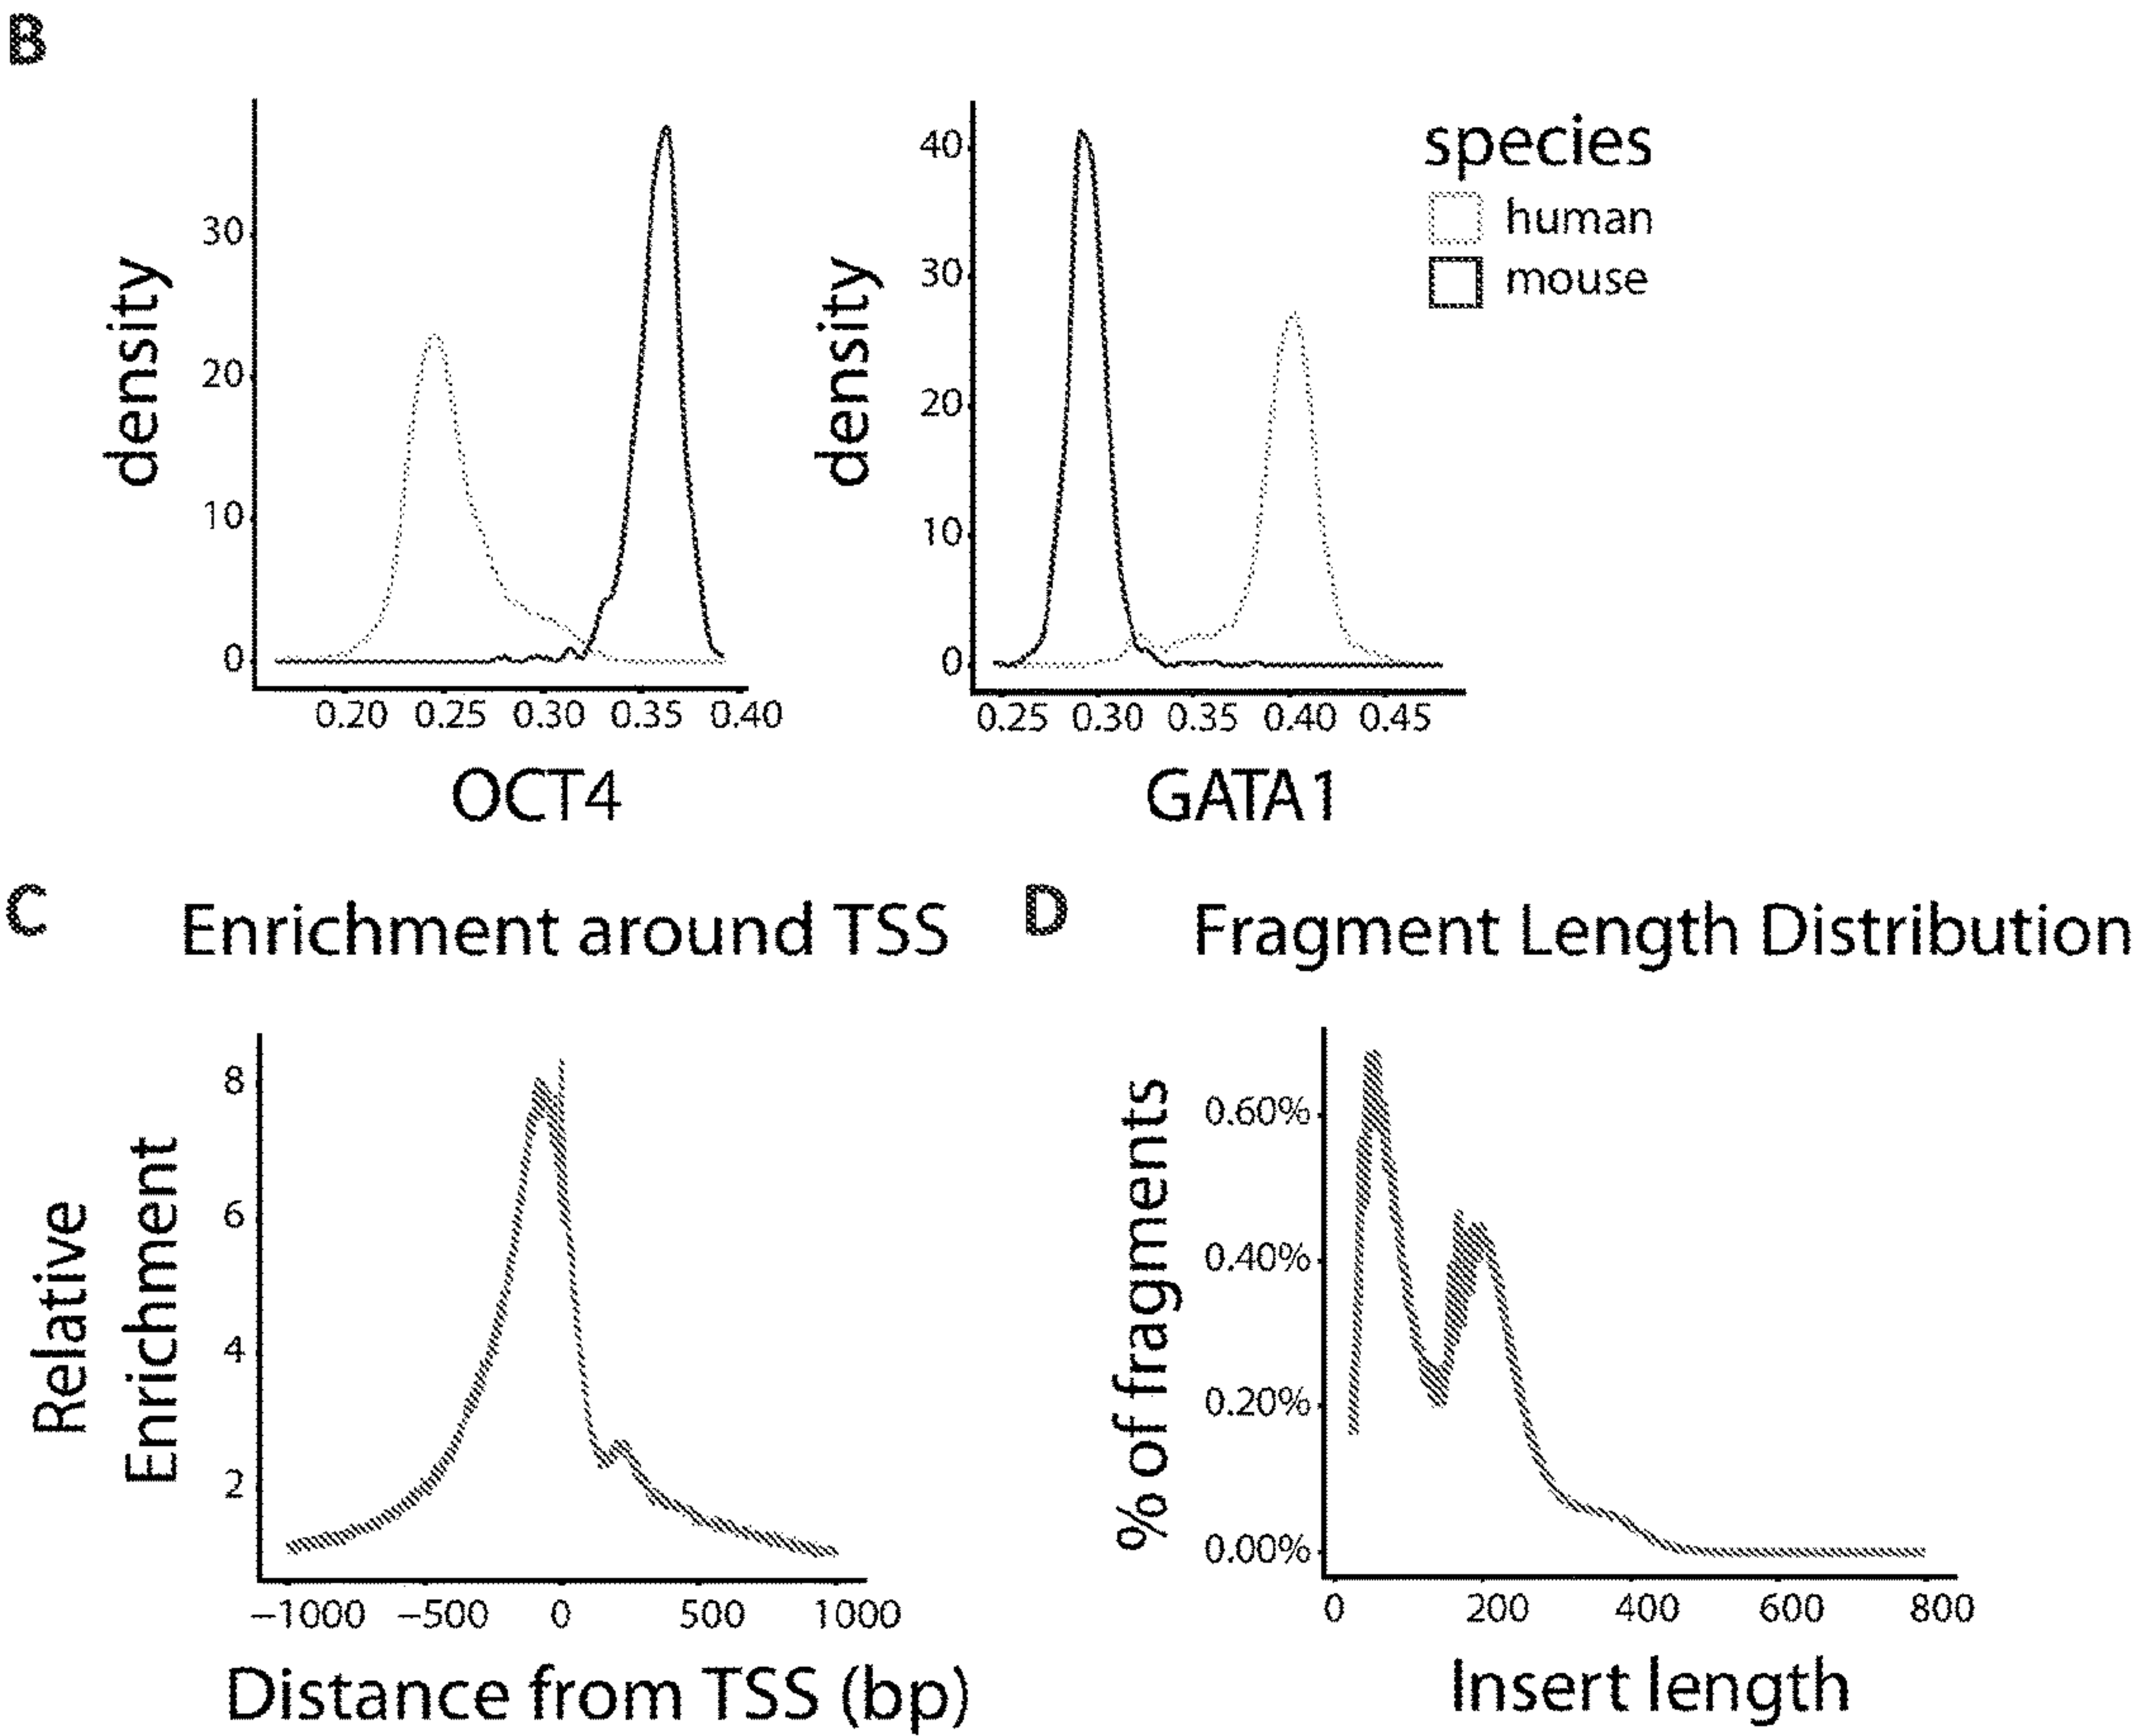 B
density
30
20
10
0
0.20 0.25 0.30 0.35 0.40
OCT4
density
40
30
20
10
0
0.25 0.30 0.35 0.40 0.45
GATA1
species
human
mouse
C
Enrichment around TSS
Relative
Enrichment
8
6
4
2
−1000 −500 0 500 1000
Distance from TSS (bp)
D
Fragment Length Distribution
% of fragments
0.60%
0.40%
0.20%
0.00%
0 200 400 600 800
Insert length